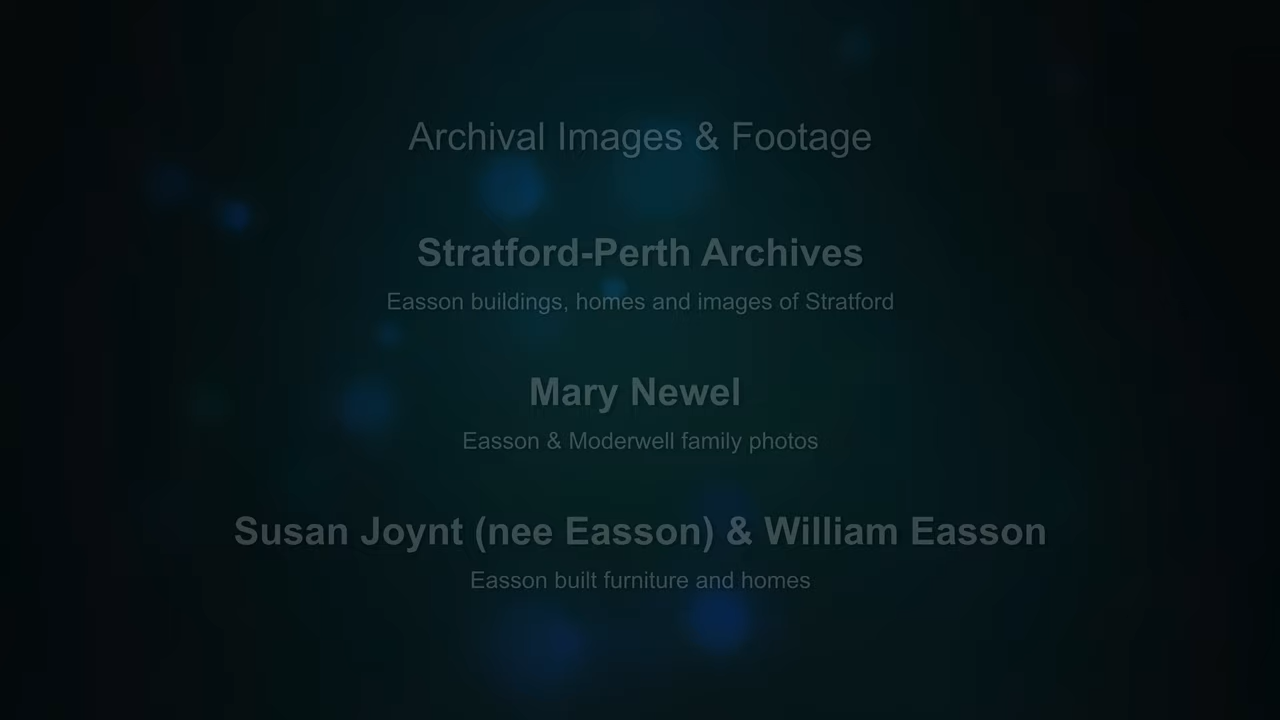 Archival Images & Footage
Stratford-Perth Archives
Easson buildings, homes and images of Stratford
Mary Newel
Easson & Moderwell family photos
Susan Joynt (nee Easson) & William Easson
Easson built furniture and homes